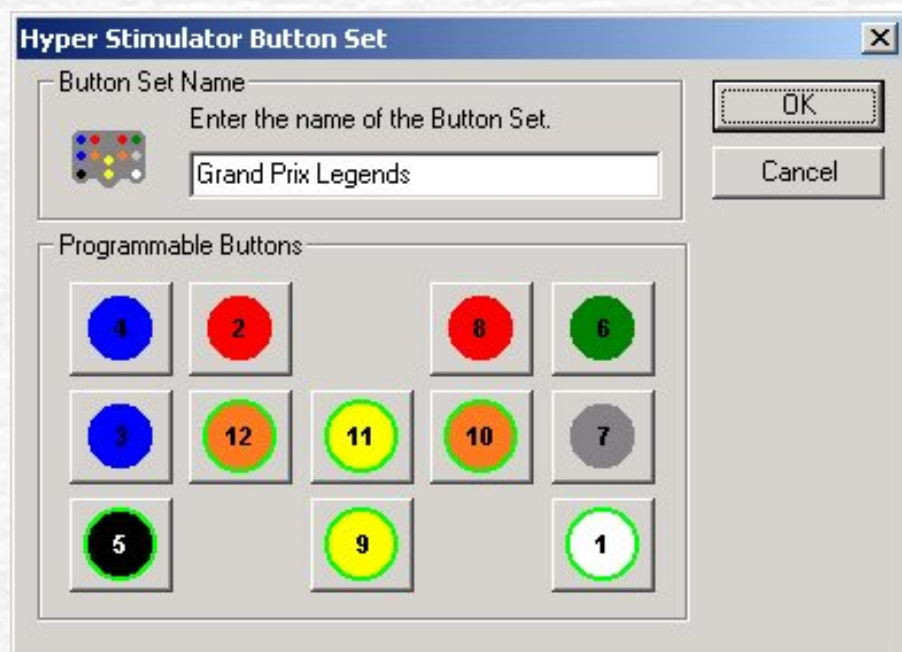 Hyper Stimulator Button Set
Button Set Name
Enter the name of the Button Set.
Grand Prix Legends
OK
Cancel
Programmable Buttons
4 2 8 6
3 12 11 10 7
5 9 1